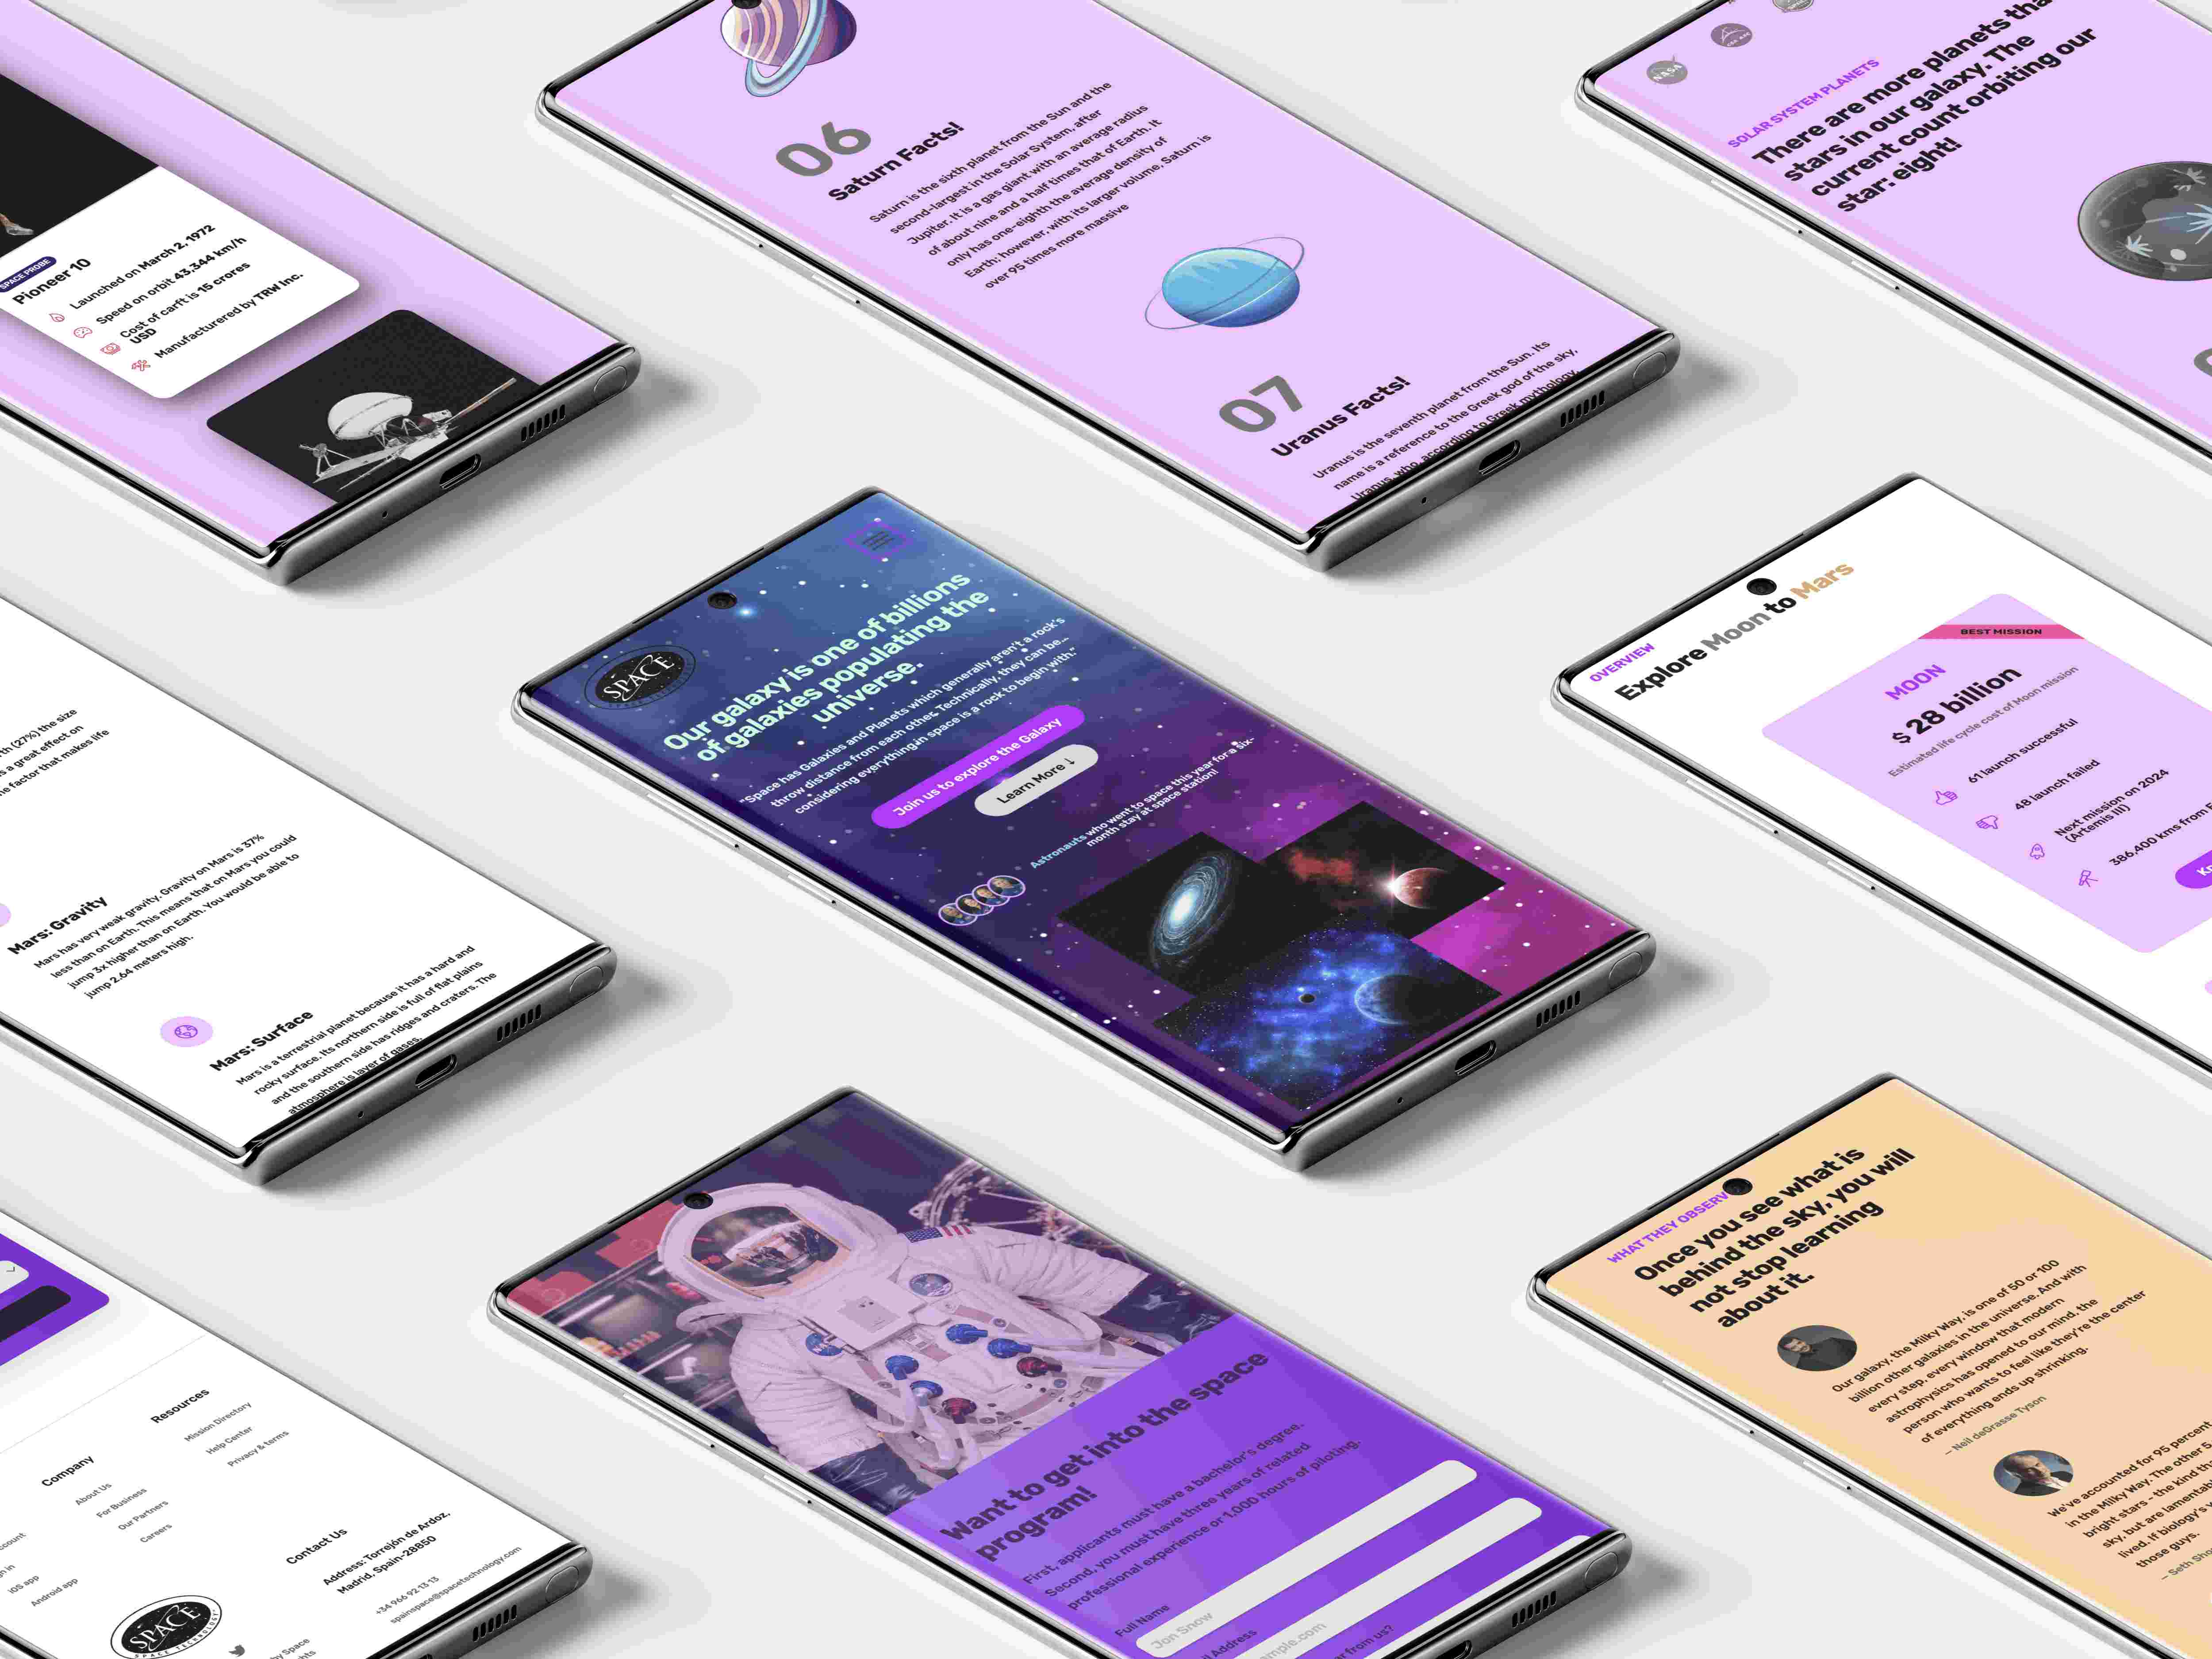 SPACE PROBE
Pioneer 10
Launched on March 2, 1972
Speed on orbit 43,344 km/h
Cost of carft is 15 crores
USD
Manufacturered by TRW Inc.
06
Saturn Facts!
Saturn is the sixth planet from the Sun and the
second-largest in the Solar System, after
Jupiter. It is a gas giant with an average radius
of about nine and a half times that of Earth. It
only has one-eighth the average density of
Earth; however, with its larger volume, Saturn is
over 95 times more massive
07
Uranus Facts!
Uranus is the seventh planet from the Sun. Its
name is a reference to the Greek god of the sky,
Uranus, who, according to Greek mythology,
NASA
SOLAR SYSTEM PLANETS
There are more planets tha
stars in our galaxy. The
current count orbiting our
star: eight!
th (27%) the size
s a great effect on
he factor that makes life
Mars: Gravity
Mars has very weak gravity. Gravity on Mars is 37%
less than on Earth. This means that on Mars you could
jump 3x higher than on Earth. You would be able to
jump 2.64 meters high.
Mars: Surface
Mars is a terrestrial planet because it has a hard and
rocky surface. Its northern side is full of flat plains
and the southern side has ridges and craters. The
atmosphere is layer of gases.
SPACE
Our galaxy is one of billions
of galaxies populating the
universe.
"Space has Galaxies and Planets which generally aren't a rock's
throw distance from each other. Technically, they can be...
considering everything in space is a rock to begin with."
Join us to explore the Galaxy
Learn More ↓
Astronauts who went to space this year for a six-
month stay at space station!
OVERVIEW
Explore Moon to Mars
BEST MISSION
MOON
$ 28 billion
Estimated life cycle cost of Moon mission
61 launch successful
48 launch failed
Next mission on 2024
(Artemis III)
386,400 kms from E
Kn
Resources
Mission Directory
Help Center
Privacy & terms
Company
About Us
For Business
Our Partners
Careers
ccount
gn in
iOS app
Android app
Contact Us
Address: Torrejón de Ardoz,
Madrid, Spain-28850
+34 966 92 13 13
spainspace@spacetechnology.com
SPACE
SPACE TECHNOLOGY
by Space
hts
NASA
Want to get into the space
program!
First, applicants must have a bachelor's degree.
Second, you must have three years of related
professional experience or 1,000 hours of piloting.
Full Name
Jon Snow
il Address
mple.com
ar from us?
WHAT THEY OBSERV
Once you see what is
behind the sky, you will
not stop learning
about it.
Our galaxy, the Milky Way, is one of 50 or 100
billion other galaxies in the universe. And with
every step, every window that modern
astrophysics has opened to our mind, the
person who wants to feel like they're the center
of everything ends up shrinking.
– Neil deGrasse Tyson
We've accounted for 95 percent
in the Milky Way. The other 5
bright stars - the kind tha
sky, but are lamentab
lived. If biology's
those guys.
– Seth Sho